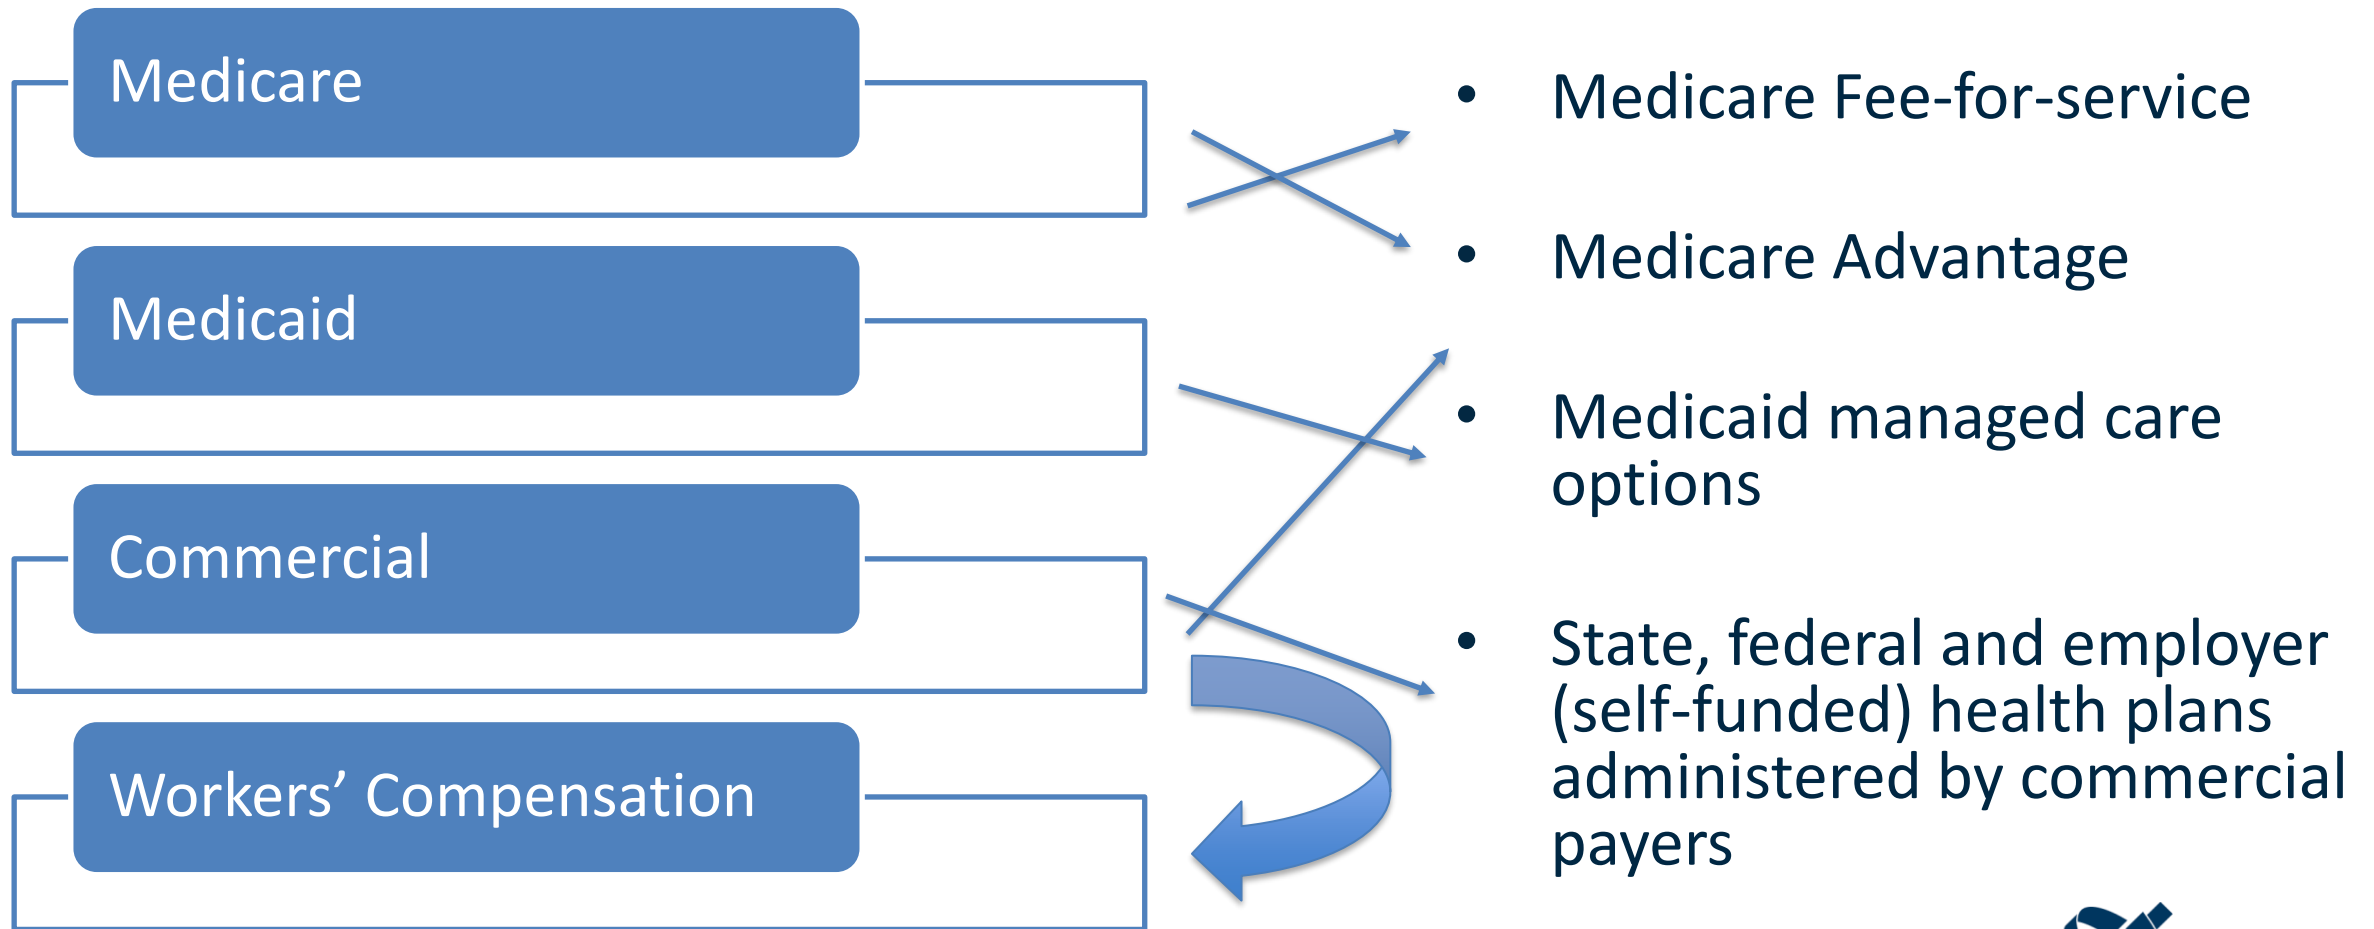 Medicare
Medicaid
Commercial
Workers’ Compensation
• Medicare Fee-for-service
• Medicare Advantage
• Medicaid managed care
options
• State, federal and employer
(self-funded) health plans
administered by commercial
payers